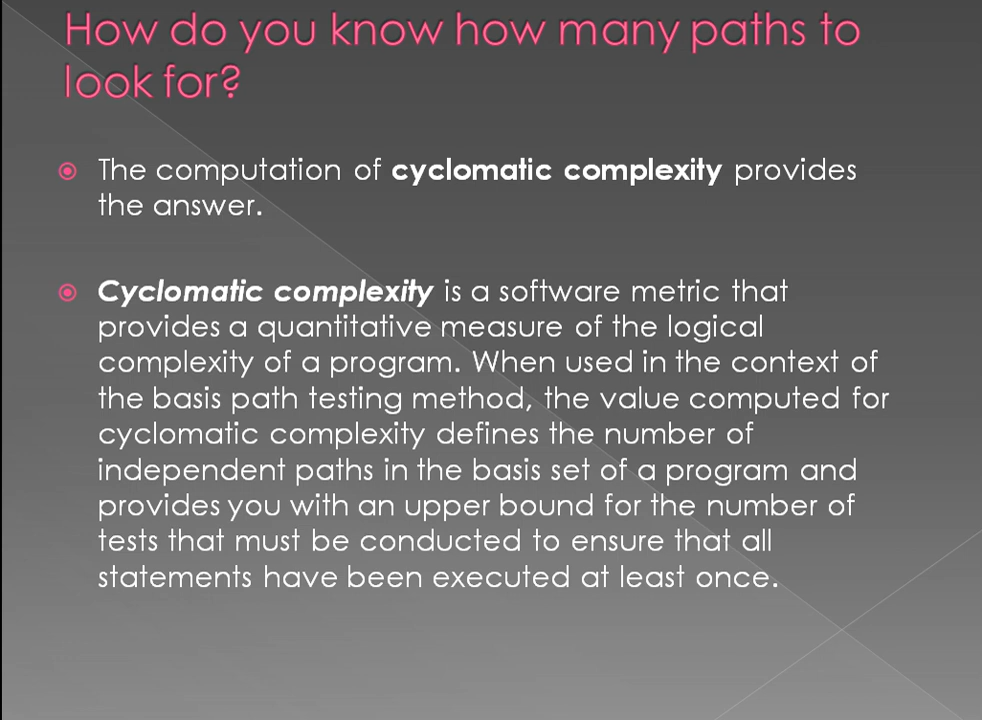 How do you know how many paths to
look for?
The computation of cyclomatic complexity provides
the answer.
Cyclomatic complexity is a software metric that
provides a quantitative measure of the logical
complexity of a program. When used in the context of
the basis path testing method, the value computed for
cyclomatic complexity defines the number of
independent paths in the basis set of a program and
provides you with an upper bound for the number of
tests that must be conducted to ensure that all
statements have been executed at least once.